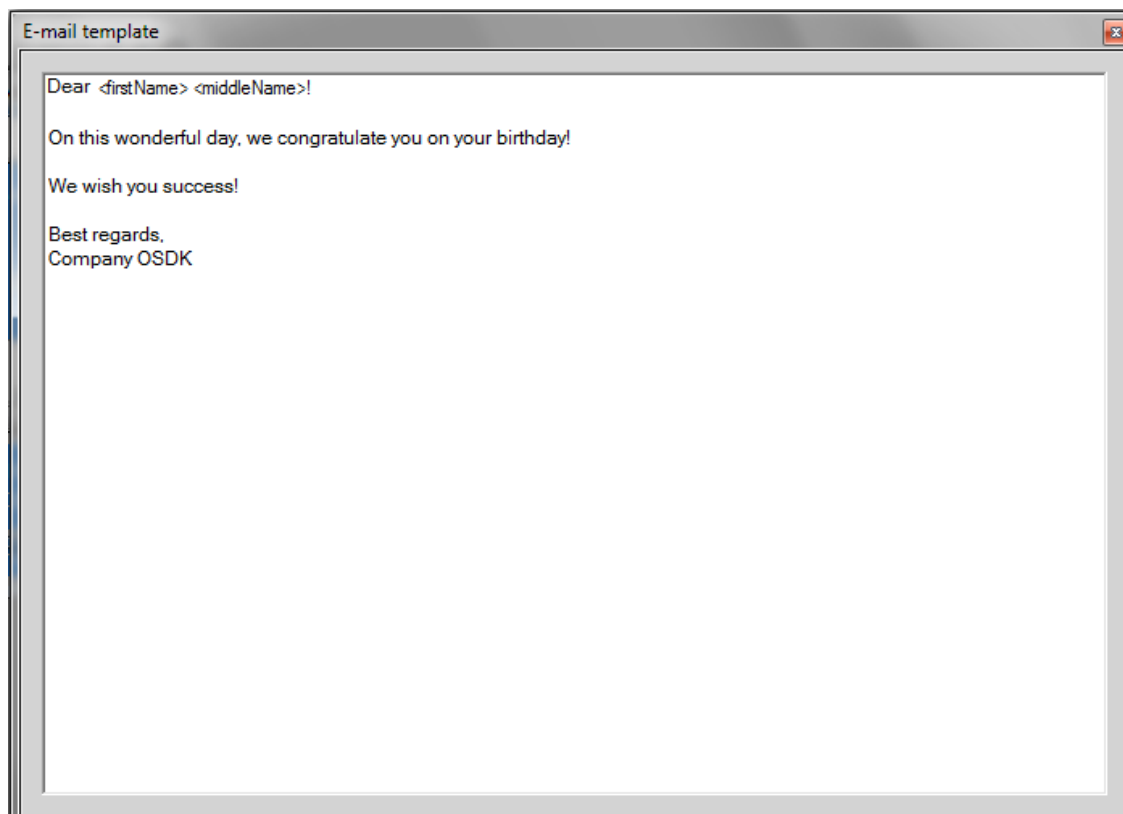 E-mail template
Dear <firstName> <middleName>!
On this wonderful day, we congratulate you on your birthday!
We wish you success!
Best regards,
Company OSDK